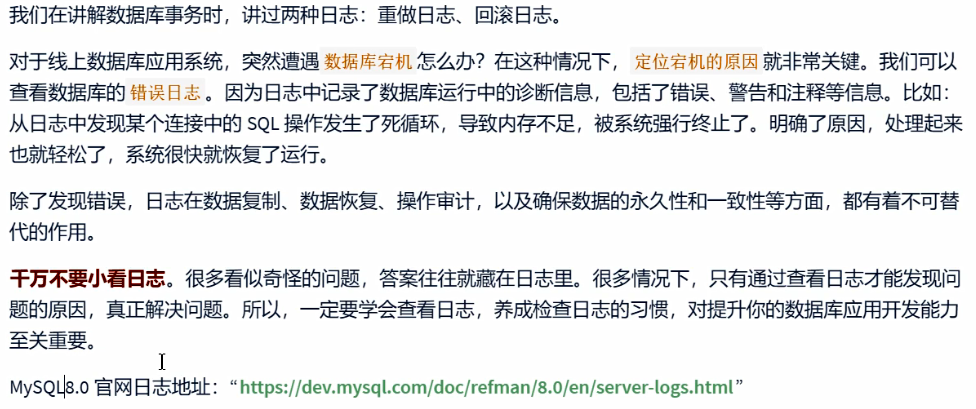 我们在讲解数据库事务时，讲过两种日志：重做日志、回滚日志。
对于线上数据库应用系统，突然遭遇 数据库宕机 怎么办？在这种情况下， 定位宕机的原因 就非常关键。我们可以
查看数据库的 错误日志 。因为日志中记录了数据库运行中的诊断信息，包括了错误、警告和注释等信息。比如：
从日志中发现某个连接中的 SQL 操作发生了死循环，导致内存不足，被系统强行终止了。明确了原因，处理起来
也就轻松了，系统很快就恢复了运行。
除了发现错误，日志在数据复制、数据恢复、操作审计，以及确保数据的永久性和一致性等方面，都有着不可替
代的作用。
千万不要小看日志。很多看似奇怪的问题，答案往往就藏在日志里。很多情况下，只有通过查看日志才能发现问
题的原因，真正解决问题。所以，一定要学会查看日志，养成检查日志的习惯，对提升你的数据库应用开发能力
至关重要。
MySQL8.0 官网日志地址：“https://dev.mysql.com/doc/refman/8.0/en/server-logs.html”